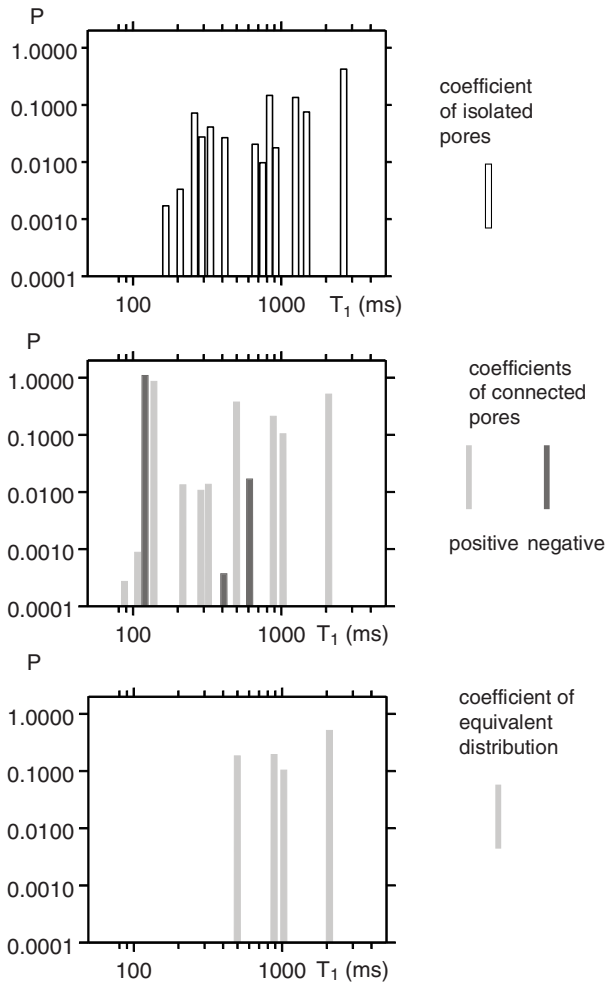 P
1.0000
0.1000
0.0100
0.0010
0.0001
100 1000 T1 (ms)
coefficient
of isolated
pores
P
1.0000
0.1000
0.0100
0.0010
0.0001
100 1000 T1 (ms)
coefficients
of connected
pores
positive negative
P
1.0000
0.1000
0.0100
0.0010
0.0001
100 1000 T1 (ms)
coefficient of
equivalent
distribution